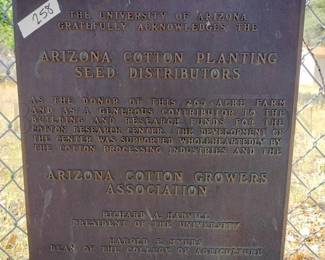 258
THE UNIVERSITY OF ARIZONA
GRATEFULLY ACKNOWLEDGES THE
ARIZONA COTTON PLANTING
SEED DISTRIBUTORS
AS THE DONOR OF THIS 260 ACRE FARM
AND AS A GENEROUS CONTRIBUTOR TO THE
BUILDING AND RESEARCH FUNDS FOR THE
COTTON RESEARCH CENTER. THE DEVELOPMENT OF
THE CENTER WAS SUPPORTED WHOLEHEARTEDLY BY
THE COTTON PROCESSING INDUSTRIES AND THE
ARIZONA COTTON GROWERS
ASSOCIATION
RICHARD A. HARVILL
PRESIDENT OF THE UNIVERSITY
HAROLD E. MYERS
DEAN OF THE COLLEGE OF AGRICULTURE